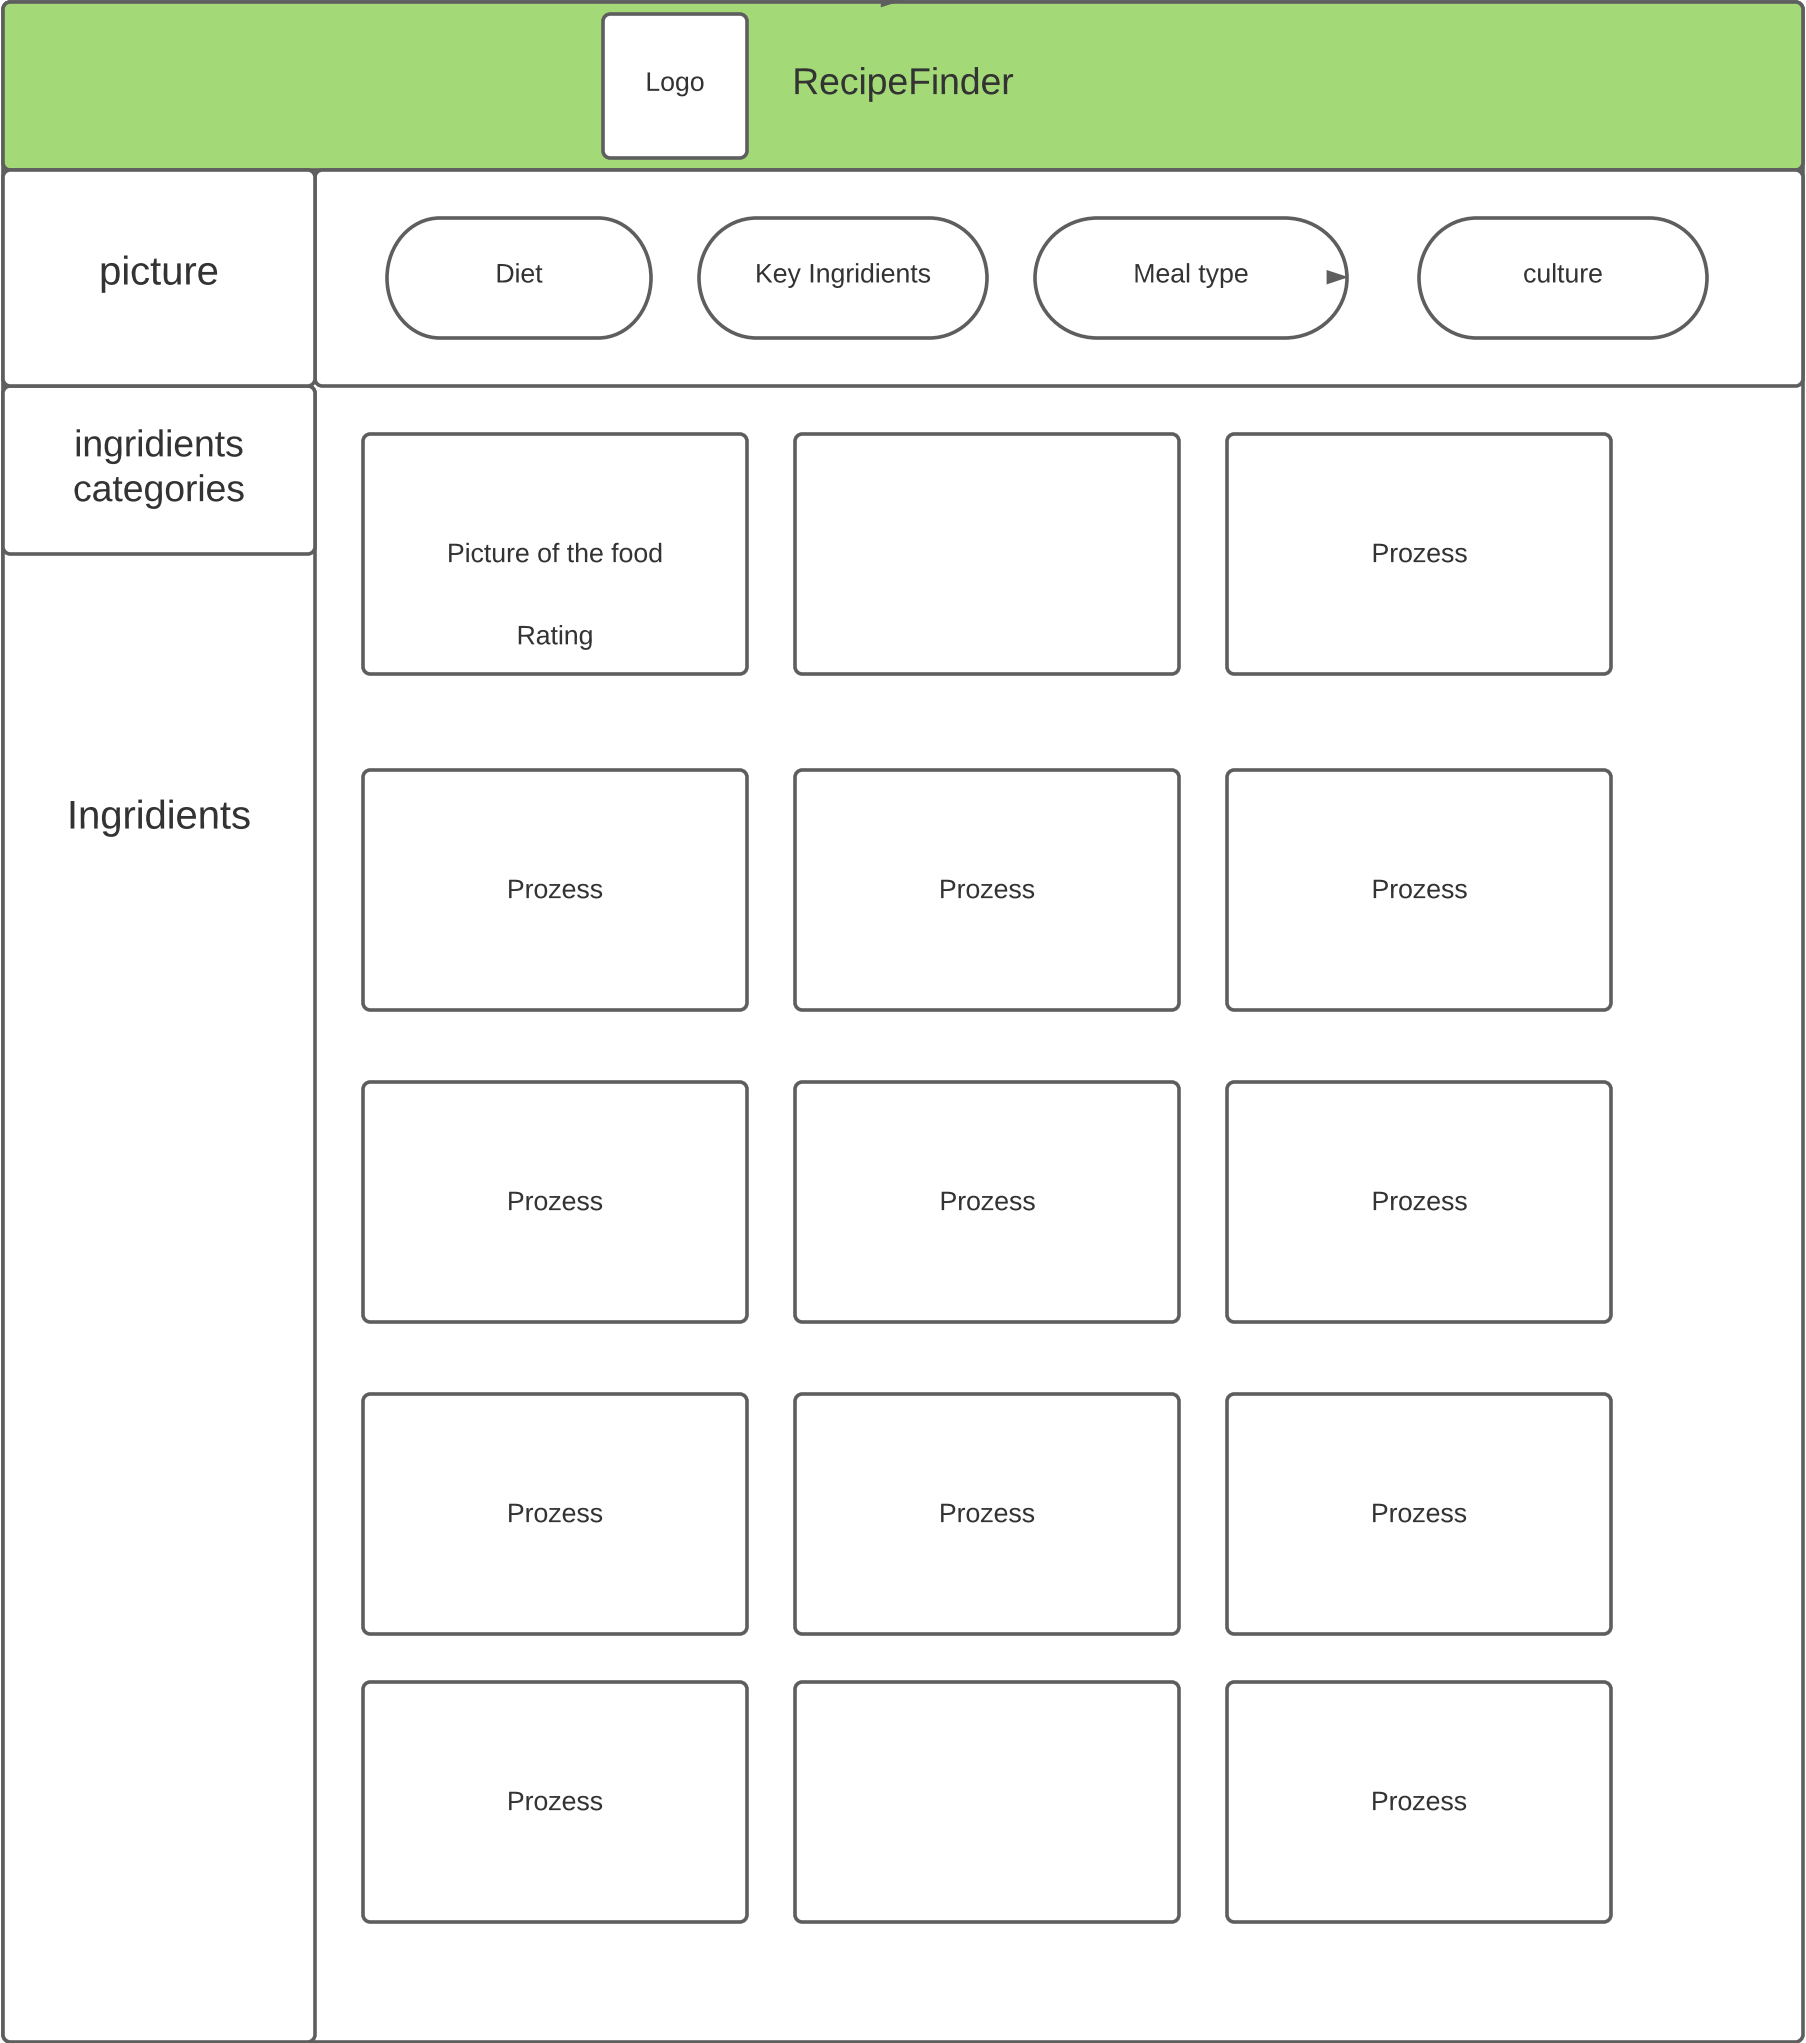 Logo
RecipeFinder
picture
Diet
Key Ingridients
Meal type
culture
ingridients
categories
Picture of the food
Rating
Prozess
Ingridients
Prozess
Prozess
Prozess
Prozess
Prozess
Prozess
Prozess
Prozess
Prozess
Prozess
Prozess